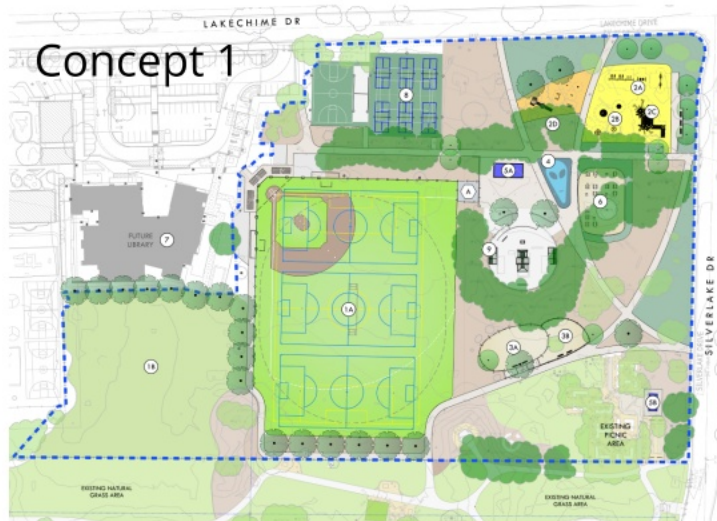 LAKECHIME DR
LAKECHIME DRIVE
Concept 1
2A
8
2B
2C
2D
4
5A
A
6
FUTURE
LIBRARY
7
9
SILVERLAKE DR
1A
3B
3A
1B
5B
EXISTING
PICNIC
AREA
EXISTING NATURAL
GRASS AREA
EXISTING NATURAL
GRASS AREA